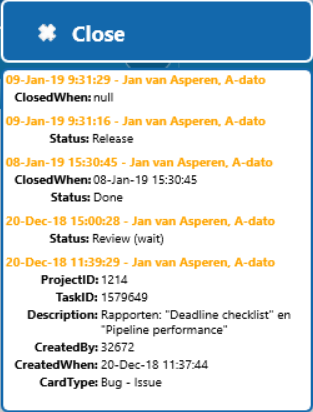 ✖ Close
09-Jan-19 9:31:29 - Jan van Asperen, A-dato
ClosedWhen: null
09-Jan-19 9:31:16 - Jan van Asperen, A-dato
Status: Release
08-Jan-19 15:30:45 - Jan van Asperen, A-dato
ClosedWhen: 08-Jan-19 15:30:45
Status: Done
20-Dec-18 15:00:28 - Jan van Asperen, A-dato
Status: Review (wait)
20-Dec-18 11:39:29 - Jan van Asperen, A-dato
ProjectID: 1214
TaskID: 1579649
Description: Rapporten: "Deadline checklist" en
"Pipeline performance"
CreatedBy: 32672
CreatedWhen: 20-Dec-18 11:37:44
CardType: Bug - Issue